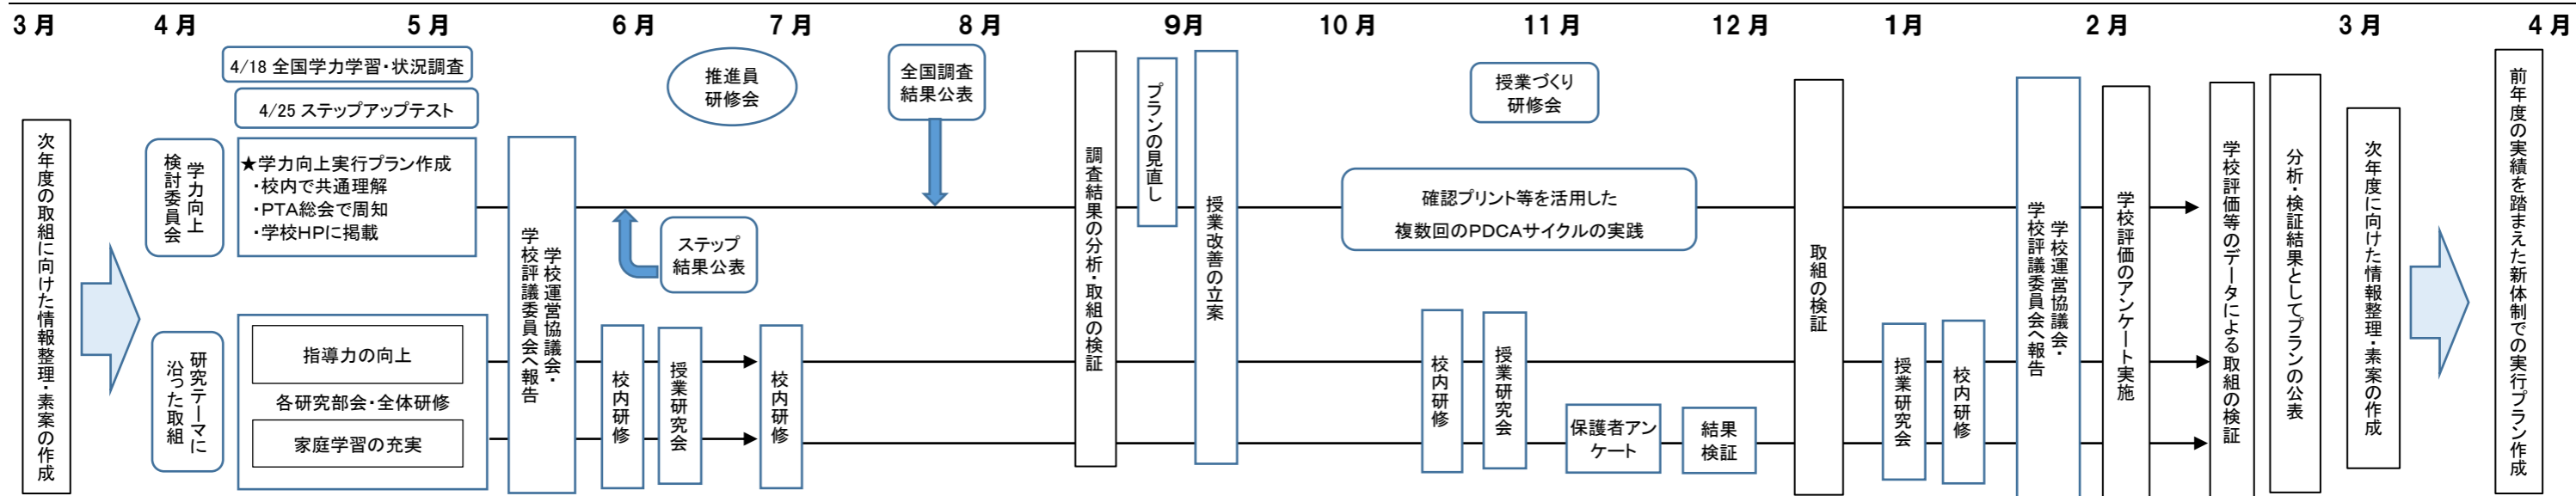 3月
4月
5月
6月
7月
8月
9月
10月
11月
12月
1月
2月
3月
4月
次年度の取組に向けた情報整理・素案の作成
学力向上
検討委員会
研究テーマに
沿った取組
4/18 全国学力学習・状況調査
4/25 ステップアップテスト
★学力向上実行プラン作成
・校内で共通理解
・PTA総会で周知
・学校HPに掲載
指導力の向上
各研究部会・全体研修
家庭学習の充実
学校運営協議会・
学校評議委員会へ報告
校内研修
ステップ
結果公表
授業研究会
推進員
研修会
校内研修
全国調査
結果公表
調査結果の分析・取組の検証
プランの見直し
授業改善の立案
確認プリント等を活用した
複数回のPDCAサイクルの実践
校内研修
授業づくり
研修会
授業研究会
保護者アン
ケート
結果
検証
取組の検証
授業研究会
校内研修
学校運営協議会・
学校評議委員会へ報告
学校評価のアンケート実施
学校評価等のデータによる取組の検証
分析・検証結果としてプランの公表
次年度に向けた情報整理・素案の作成
前年度の実績を踏まえた新体制での実行プラン作成